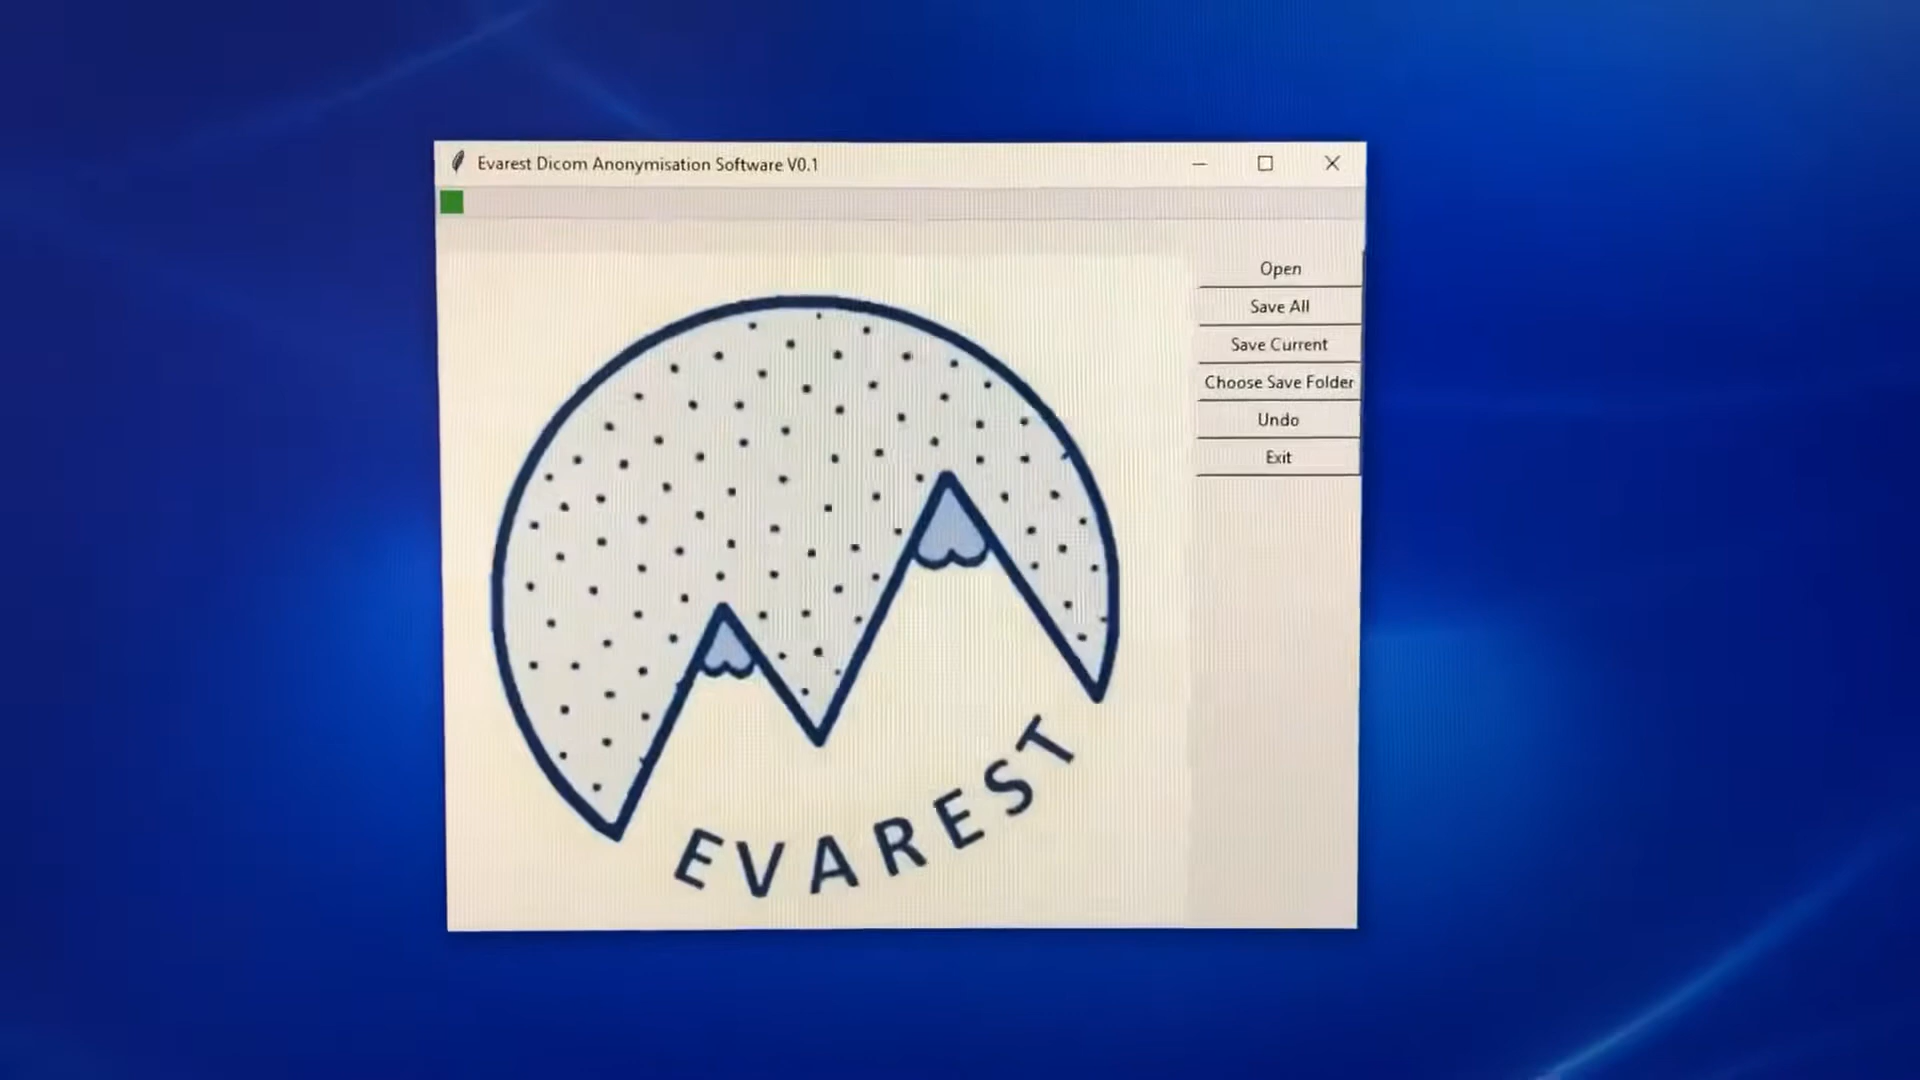 Evarest Dicom Anonymisation Software V0.1
Open
Save All
Save Current
Choose Save Folder
Undo
Exit
EVAREST